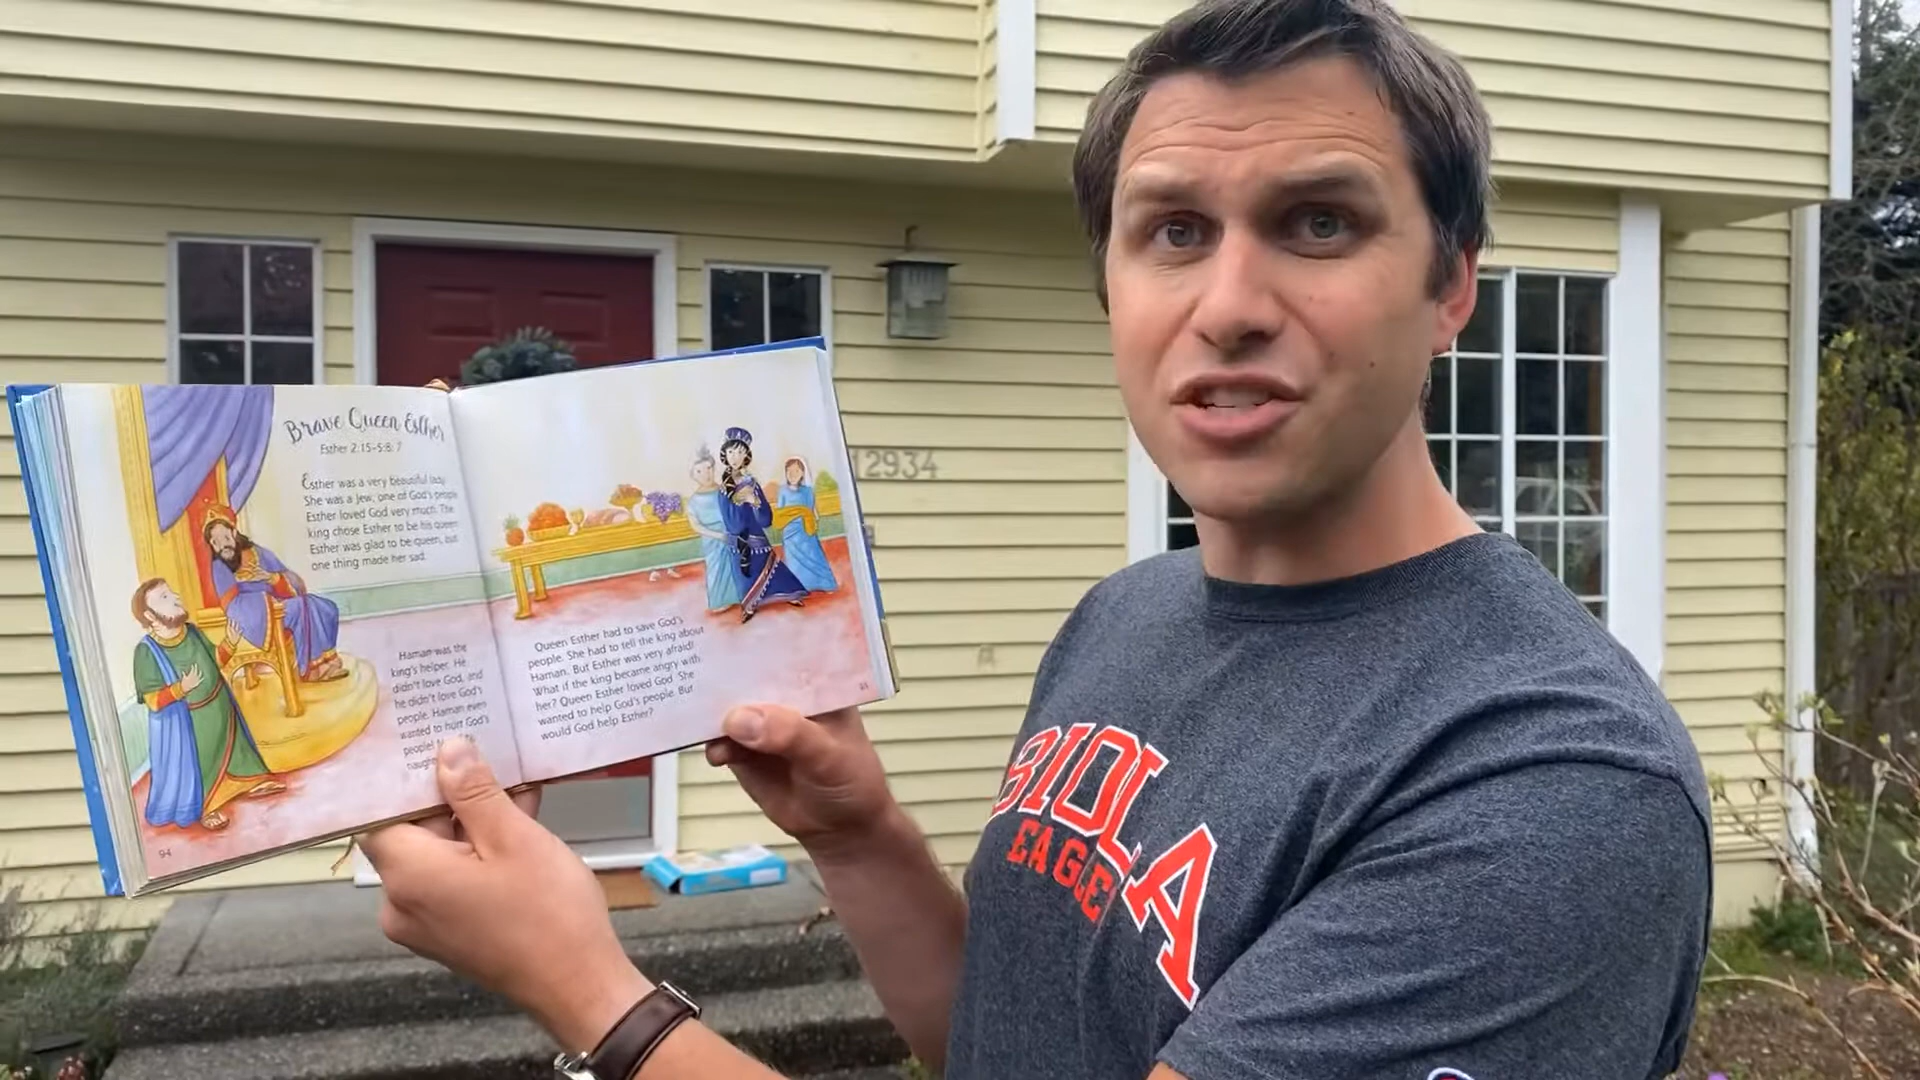 Brave Queen Esther
Esther 2:15–5:8; 7
Esther was a very beautiful lady.
She was a Jew, one of God's people.
Esther loved God very much. The
king chose Esther to be his queen.
Esther was glad to be queen, but
one thing made her sad.
Haman was the
king's helper. He
didn't love God, and
he didn't love God's
people. Haman even
wanted to hurt God's
people!
94
Queen Esther had to save God's
people. She had to tell the king about
Haman. But Esther was very afraid!
What if the king became angry with
her? Queen Esther loved God. She
wanted to help God's people. But
would God help Esther?
12934
BIOLA
EAGLE